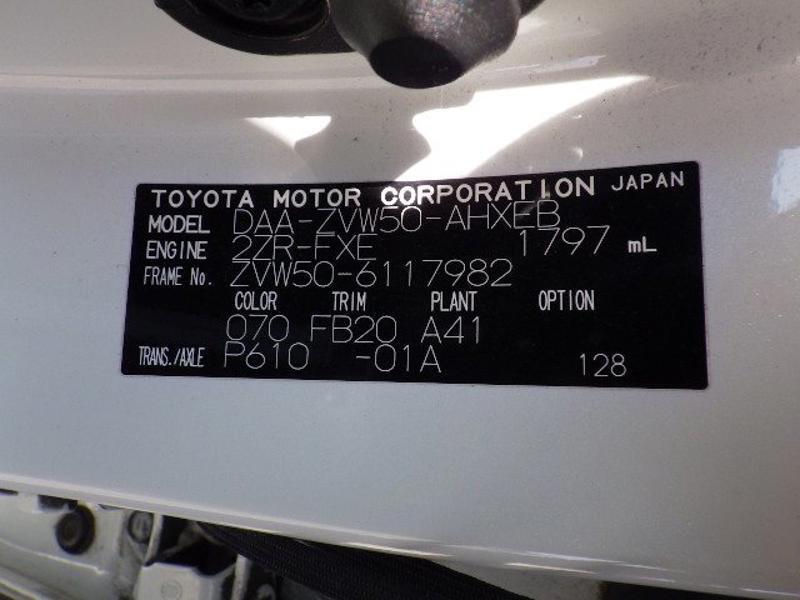 TOYOTA MOTOR CORPORATION JAPAN
MODEL DAA-ZVW50-AHXEB
ENGINE 2ZR-FXE 1797 mL
FRAME No. ZVW50-6117982
COLOR TRIM PLANT OPTION
070 FB20 A41
TRANS./AXLE P610 -01A 128